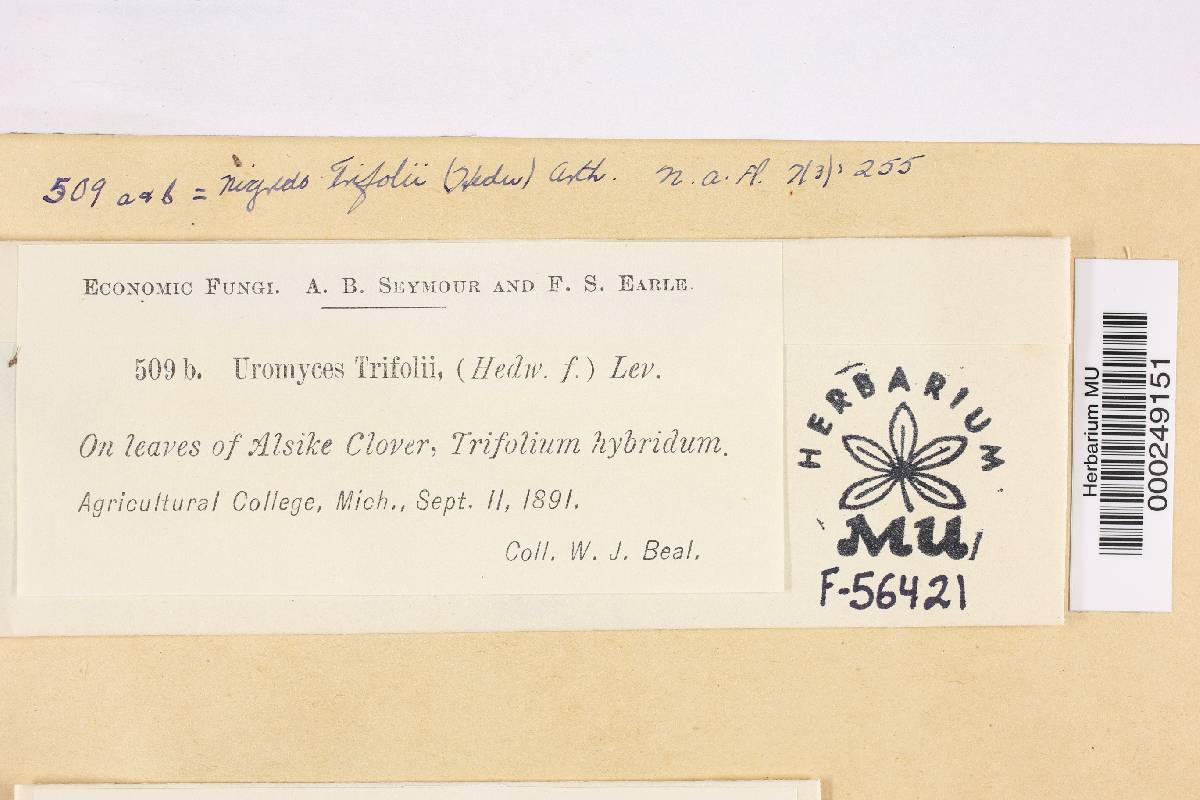 509 a & b = Nigredo Trifolii (Hedw) Arth. N. A. F. 7(3): 255
ECONOMIC FUNGI. A. B. SEYMOUR AND F. S. EARLE.
509 b. Uromyces Trifolii, (Hedw. f.) Lev.
On leaves of Alsike Clover, Trifolium hybridum.
Agricultural College, Mich., Sept. 11, 1891.
Coll. W. J. Beal.
HERBARIUM
MU
F-56421
Herbarium MU
000249151